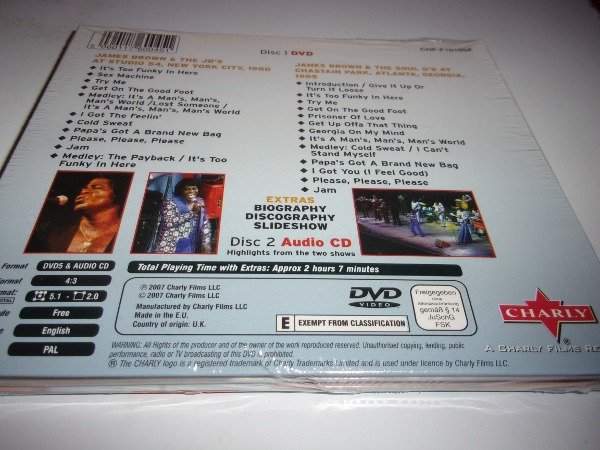 Disc 1 DVD
CHF-F1019SF
JAMES BROWN & THE JB'S
AT STUDIO 54, NEW YORK CITY, 1980
It's Too Funky In Here
Sex Machine
Try Me
Get On The Good Foot
Medley: It's A Man's, Man's,
Man's World /Lost Someone /
It's A Man's, Man's, Man's World
I Got The Feelin'
Cold Sweat
Papa's Got A Brand New Bag
Please, Please, Please
Jam
Medley: The Payback / It's Too
Funky In Here
JAMES BROWN & THE SOUL G'S AT
CHASTAIN PARK, ATLANTA, GEORGIA,
1985
Introduction / Give It Up Or
Turn It Loose
It's Too Funky In Here
Try Me
Get On The Good Foot
Prisoner Of Love
Get Up Offa That Thing
Georgia On My Mind
It's A Man's, Man's, Man's World
Medley: Cold Sweat / I Can't
Stand Myself
Papa's Got A Brand New Bag
I Got You (I Feel Good)
Please, Please, Please
Jam
EXTRAS
BIOGRAPHY
DISCOGRAPHY
SLIDESHOW
Disc 2 Audio CD
Highlights from the two shows
Total Playing Time with Extras: Approx 2 hours 7 minutes
Format DVD5 & AUDIO CD
Format 4:3
Format: 5.1 · 2.0
DIGITAL
Code Free
English
PAL
℗ 2007 Charly Films LLC
© 2007 Charly Films LLC
Manufactured by Charly Films LLC
Made in the E.U.
Country of origin: U.K.
E EXEMPT FROM CLASSIFICATION
DVD
VIDEO
Freigegeben
ohne
Altersbeschränkung
gemäß § 14
JuSchG
FSK
CHARLY
A CHARLY FILMS RE
WARNING: All Rights of the producer and of the owner of the work reproduced reserved. Unauthorised copying, lending, public
performance, radio or TV broadcasting of this DVD is prohibited.
The CHARLY logo is a registered trademark of Charly Trademarks Limited and is used under licence by Charly Films LLC.